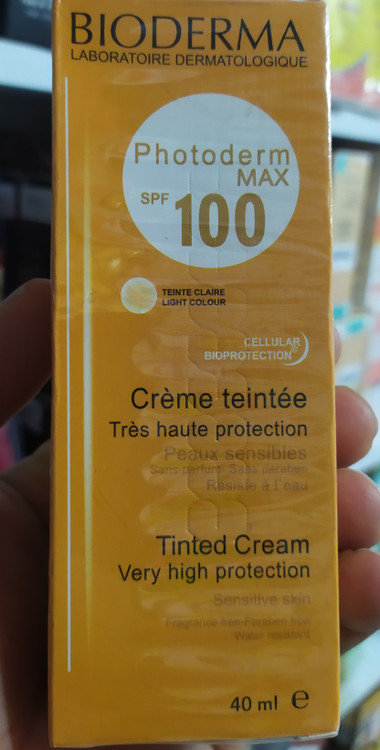 BIODERMA
LABORATOIRE DERMATOLOGIQUE
Photoderm
MAX
SPF 100
TEINTE CLAIRE
LIGHT COLOUR
CELLULAR
BIOPROTECTION
Crème teintée
Très haute protection
Peaux sensibles
Sans parfum Sans paraben
Résiste à l'eau
Tinted Cream
Very high protection
Sensitive skin
Fragrance free-Paraben free
Water resistant
40 ml e